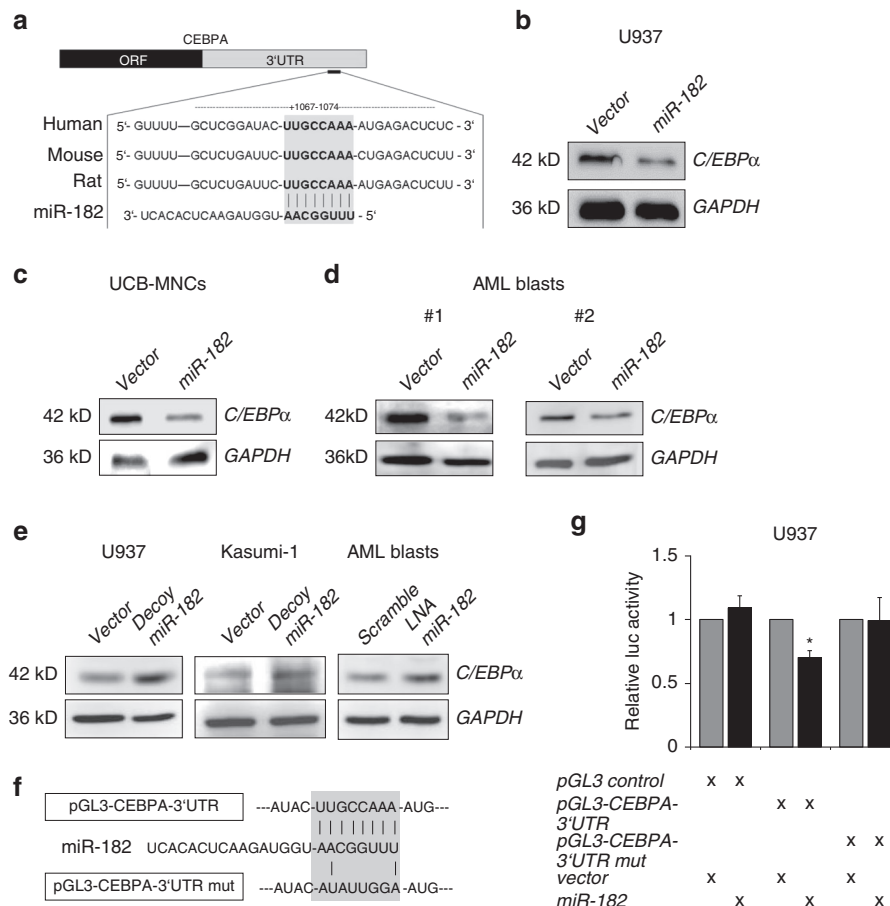 a
CEBPA
ORF 3'UTR
+1067-1074
Human 5'- GUUUU—GCUCGGAUAC-UUGCCAAA-AUGAGACUCUC - 3'
Mouse 5'- GUUUU—GCUCUGAUUC-UUGCCAAA-CUGAGACUCUU - 3'
Rat 5'- GUUUU—GCUCUGAUUC-UUGCCAAA-AUGAGACUCUU - 3'
miR-182 3'- UCACACUCAAGAUGGU-AACGGUUU - 5'
b
U937
Vector miR-182
42 kD C/EBPα
36 kD GAPDH
c
UCB-MNCs
Vector miR-182
42 kD C/EBPα
36 kD GAPDH
d
AML blasts
#1 #2
Vector miR-182 Vector miR-182
42kD C/EBPα
36kD GAPDH
e
U937 Kasumi-1 AML blasts
Vector Decoy miR-182 Vector Decoy miR-182 Scramble LNA miR-182
42 kD C/EBPα
36 kD GAPDH
f
pGL3-CEBPA-3'UTR ---AUAC-UUGCCAAA-AUG---
miR-182 UCACACUCAAGAUGGU-AACGGUUU
pGL3-CEBPA-3'UTR mut ---AUAC-AUAUUGGA-AUG---
g
U937
Relative luc activity
1.5
1
0.5
0
*
pGL3 control x x
pGL3-CEBPA-
3'UTR x x
pGL3-CEBPA-
3'UTR mut x x
vector x x x
miR-182 x x x